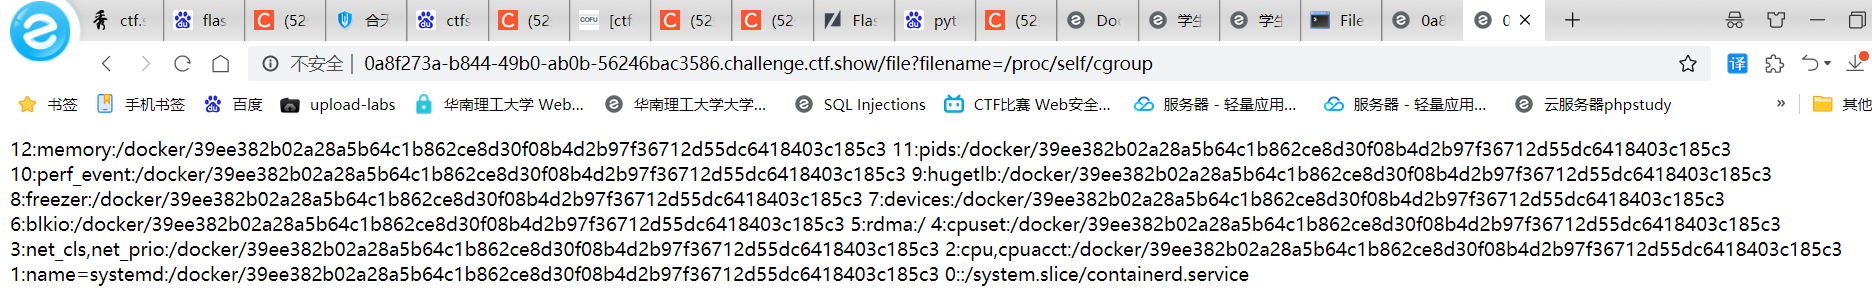 ctf.s
flas
(52
合天
ctfs
(52
COFU
[ctf
(52
(52
Flas
pyt
(52
Doc
学生
学生
File
0a8
0
不安全
0a8f273a-b844-49b0-ab0b-56246bac3586.challenge.ctf.show/file?filename=/proc/self/cgroup
译
书签
手机书签
百度
upload-labs
华南理工大学 Web...
华南理工大学大学...
SQL Injections
CTF比赛 Web安全...
服务器 - 轻量应用...
服务器 - 轻量应用...
云服务器phpstudy
»
其他
12:memory:/docker/39ee382b02a28a5b64c1b862ce8d30f08b4d2b97f36712d55dc6418403c185c3 11:pids:/docker/39ee382b02a28a5b64c1b862ce8d30f08b4d2b97f36712d55dc6418403c185c3
10:perf_event:/docker/39ee382b02a28a5b64c1b862ce8d30f08b4d2b97f36712d55dc6418403c185c3 9:hugetlb:/docker/39ee382b02a28a5b64c1b862ce8d30f08b4d2b97f36712d55dc6418403c185c3
8:freezer:/docker/39ee382b02a28a5b64c1b862ce8d30f08b4d2b97f36712d55dc6418403c185c3 7:devices:/docker/39ee382b02a28a5b64c1b862ce8d30f08b4d2b97f36712d55dc6418403c185c3
6:blkio:/docker/39ee382b02a28a5b64c1b862ce8d30f08b4d2b97f36712d55dc6418403c185c3 5:rdma:/ 4:cpuset:/docker/39ee382b02a28a5b64c1b862ce8d30f08b4d2b97f36712d55dc6418403c185c3
3:net_cls,net_prio:/docker/39ee382b02a28a5b64c1b862ce8d30f08b4d2b97f36712d55dc6418403c185c3 2:cpu,cpuacct:/docker/39ee382b02a28a5b64c1b862ce8d30f08b4d2b97f36712d55dc6418403c185c3
1:name=systemd:/docker/39ee382b02a28a5b64c1b862ce8d30f08b4d2b97f36712d55dc6418403c185c3 0::/system.slice/containerd.service